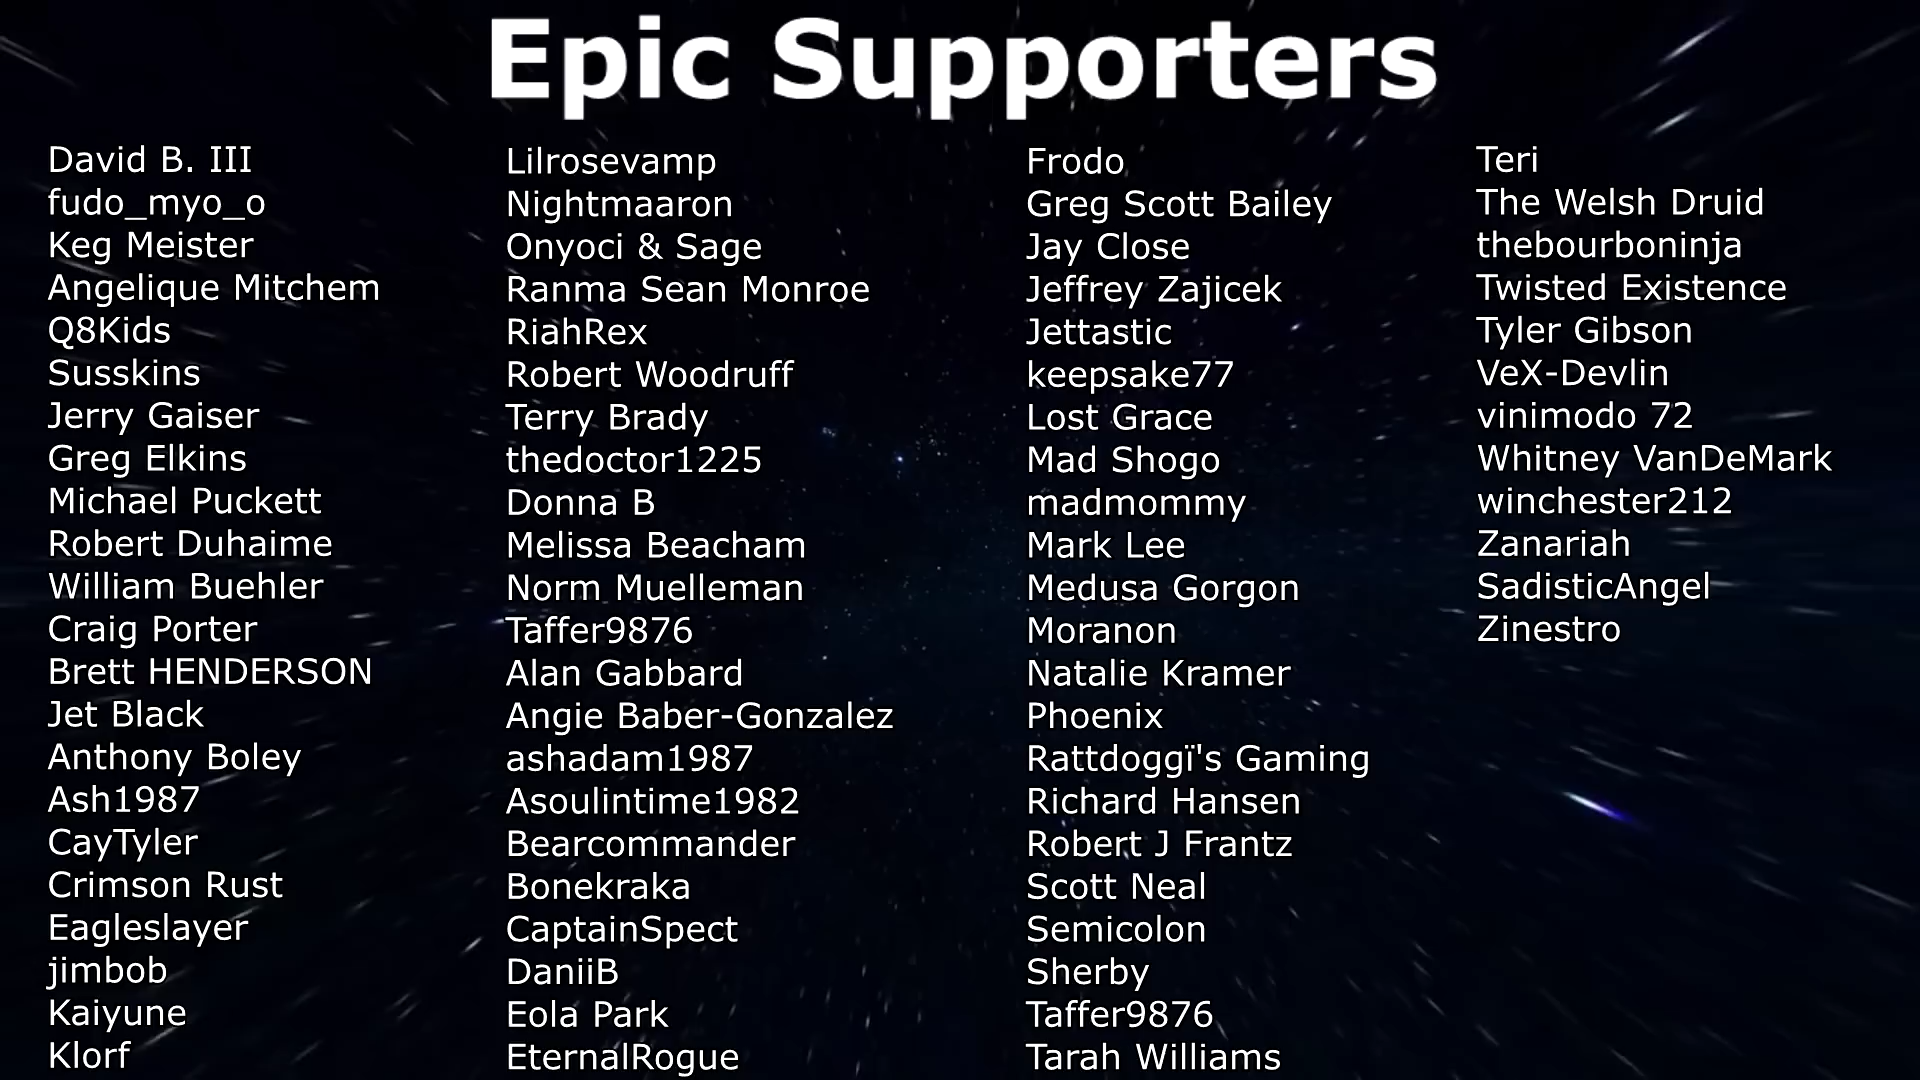 Epic Supporters
David B. III
fudo_myo_o
Keg Meister
Angelique Mitchem
Q8Kids
Susskins
Jerry Gaiser
Greg Elkins
Michael Puckett
Robert Duhaime
William Buehler
Craig Porter
Brett HENDERSON
Jet Black
Anthony Boley
Ash1987
CayTyler
Crimson Rust
Eagleslayer
jimbob
Kaiyune
Klorf
Lilrosevamp
Nightmaaron
Onyoci & Sage
Ranma Sean Monroe
RiahRex
Robert Woodruff
Terry Brady
thedoctor1225
Donna B
Melissa Beacham
Norm Muelleman
Taffer9876
Alan Gabbard
Angie Baber-Gonzalez
ashadam1987
Asoulintime1982
Bearcommander
Bonekraka
CaptainSpect
DaniiB
Eola Park
EternalRogue
Frodo
Greg Scott Bailey
Jay Close
Jeffrey Zajicek
Jettastic
keepsake77
Lost Grace
Mad Shogo
madmommy
Mark Lee
Medusa Gorgon
Moranon
Natalie Kramer
Phoenix
Rattdoggï's Gaming
Richard Hansen
Robert J Frantz
Scott Neal
Semicolon
Sherby
Taffer9876
Tarah Williams
Teri
The Welsh Druid
thebourboninja
Twisted Existence
Tyler Gibson
VeX-Devlin
vinimodo 72
Whitney VanDeMark
winchester212
Zanariah
SadisticAngel
Zinestro